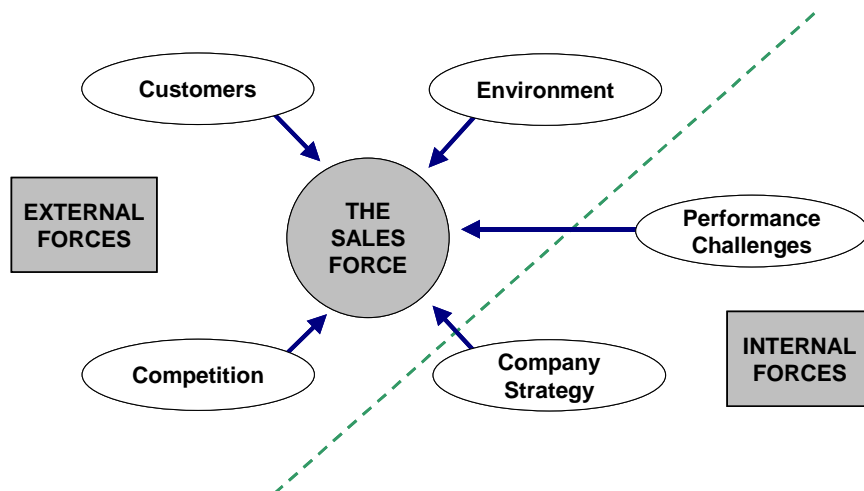 Customers
Environment
EXTERNAL
FORCES
THE
SALES
FORCE
Performance
Challenges
Competition
Company
Strategy
INTERNAL
FORCES